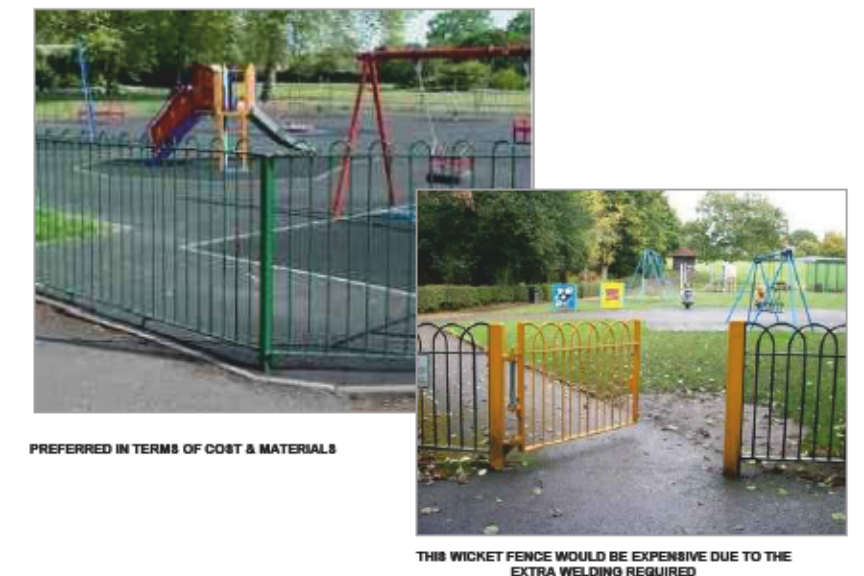 PREFERRED IN TERMS OF COST & MATERIALS
THIS WICKET FENCE WOULD BE EXPENSIVE DUE TO THE
EXTRA WELDING REQUIRED